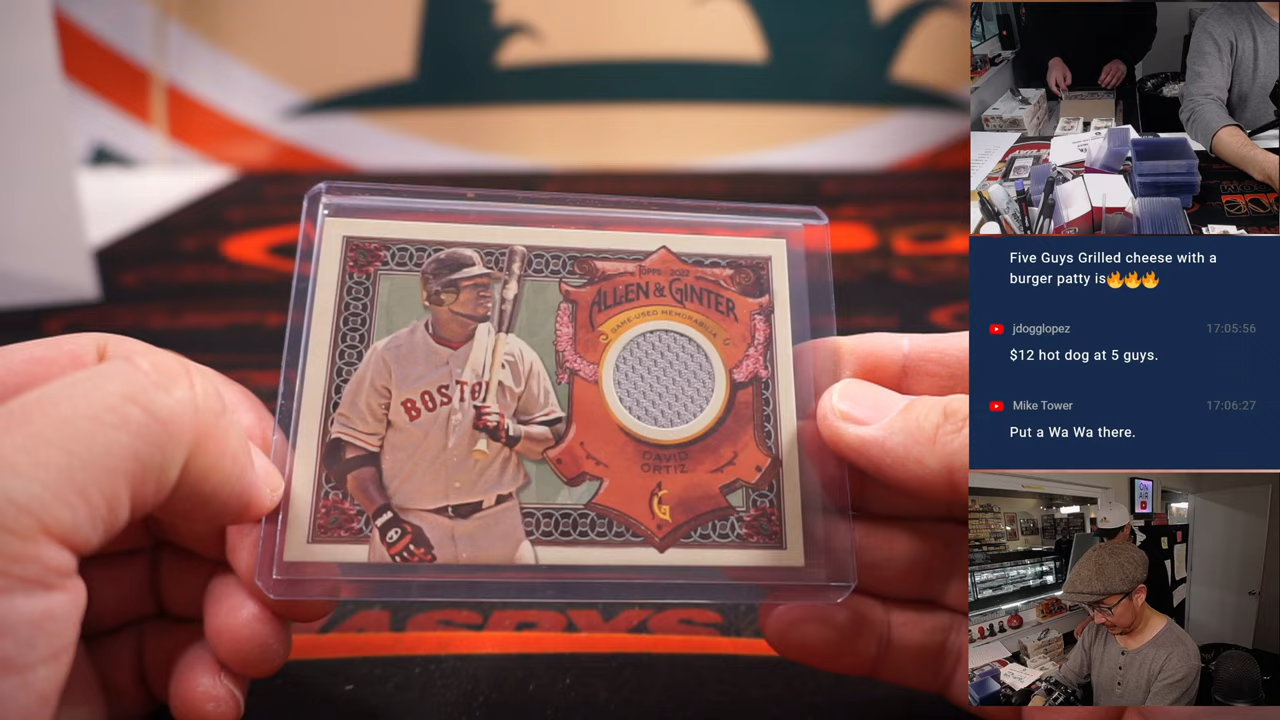 TOPPS · 2022
ALLEN & GINTER
GAME-USED MEMORABILIA
BOSTO
DAVID
ORTIZ
G
Five Guys Grilled cheese with a
burger patty is🔥🔥🔥
jdogglopez 17:05:56
$12 hot dog at 5 guys.
Mike Tower 17:06:27
Put a Wa Wa there.
ON
AIR